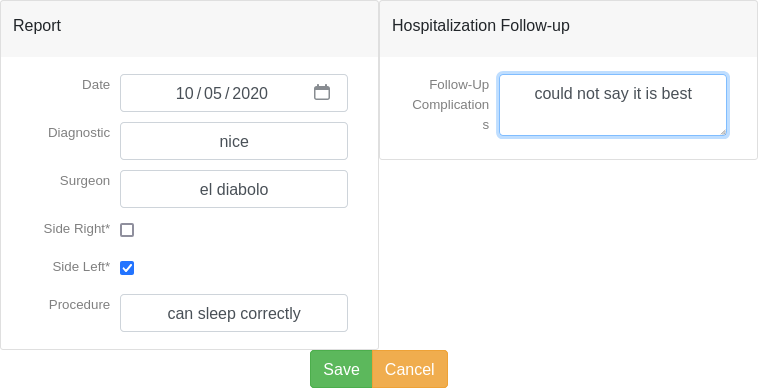 Report
Date
10/05/2020
Diagnostic
nice
Surgeon
el diabolo
Side Right*
Side Left*
Procedure
can sleep correctly
Hospitalization Follow-up
Follow-Up
Complication
s
could not say it is best
Save
Cancel